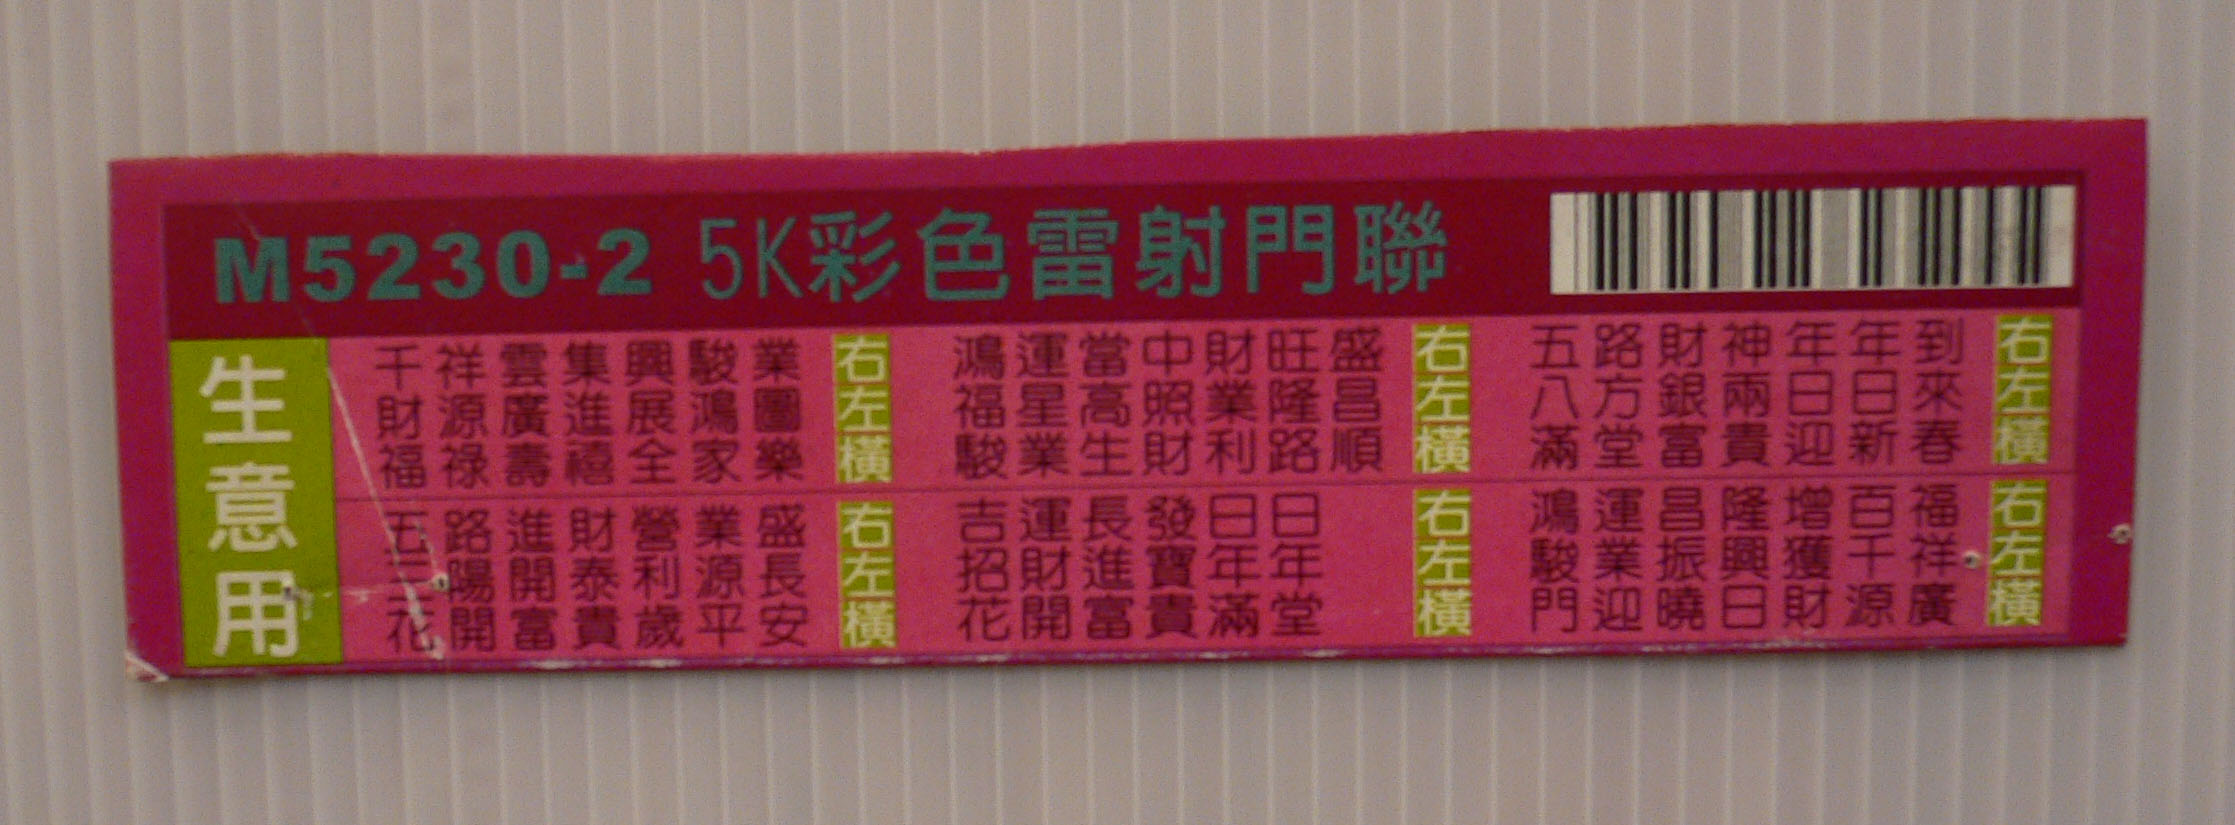 M5230-2 5K彩色雷射門聯
生意用
千祥雲集興駿業 右
財源廣進展鴻圖 左
福祿壽禧全家樂 橫
鴻運當中財旺盛 右
福星高照業隆昌 左
駿業生財利路順 橫
五路財神年年到 右
八方銀兩日日來 左
滿堂富貴迎新春 橫
五路進財營業盛 右
三陽開泰利源長 左
花開富貴歲平安 橫
吉運長發日日 右
招財進寶年年 左
花開富貴滿堂 橫
鴻運昌隆增百福 右
駿業振興獲千祥 左
門迎曉日財源廣 橫